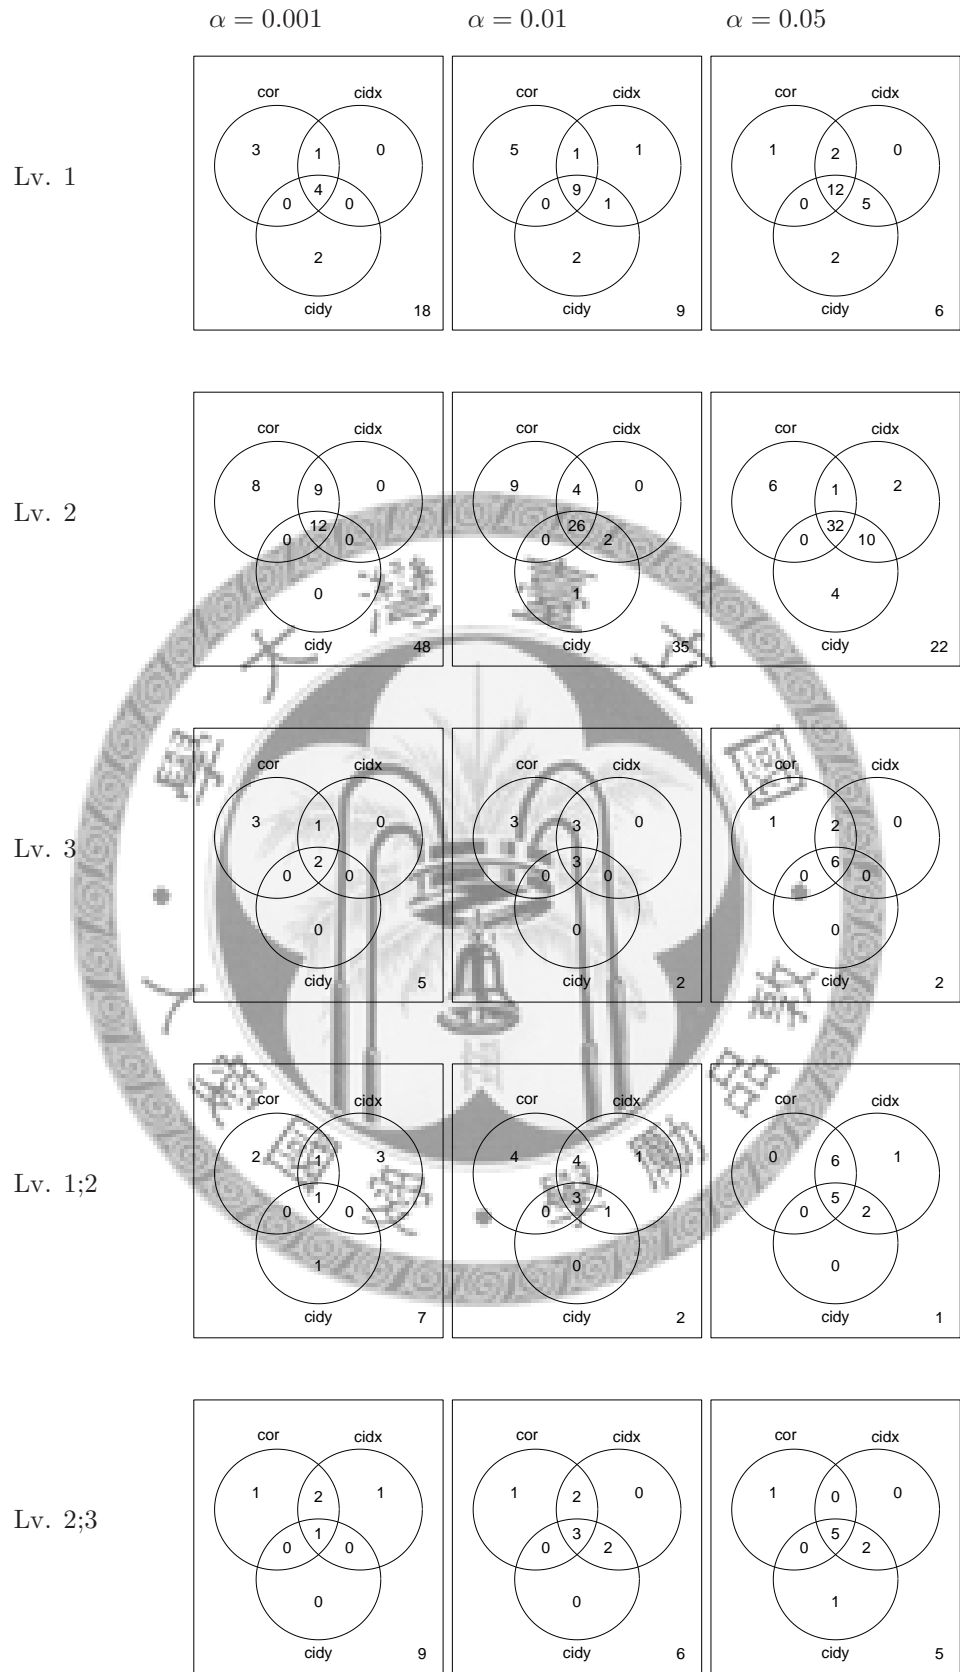 α = 0.001 α = 0.01 α = 0.05
Lv. 1
cor cidx
3 1 0
4
0 0
2
cidy 18
cor cidx
5 1 1
9
0 1
2
cidy 9
cor cidx
1 2 0
12
0 5
2
cidy 6
Lv. 2
cor cidx
8 9 0
12
0 0
0
cidy 48
cor cidx
9 4 0
26
0 2
1
cidy 35
cor cidx
6 1 2
32
0 10
4
cidy 22
Lv. 3
cor cidx
3 1 0
2
0 0
0
cidy 5
cor cidx
3 3 0
3
0 0
0
cidy 2
cor cidx
1 2 0
6
0 0
0
cidy 2
Lv. 1;2
cor cidx
2 1 3
1
0 0
1
cidy 7
cor cidx
4 4 1
3
0 1
0
cidy 2
cor cidx
0 6 1
5
0 2
0
cidy 1
Lv. 2;3
cor cidx
1 2 1
1
0 0
0
cidy 9
cor cidx
1 2 0
3
0 2
0
cidy 6
cor cidx
1 0 0
5
0 2
1
cidy 5